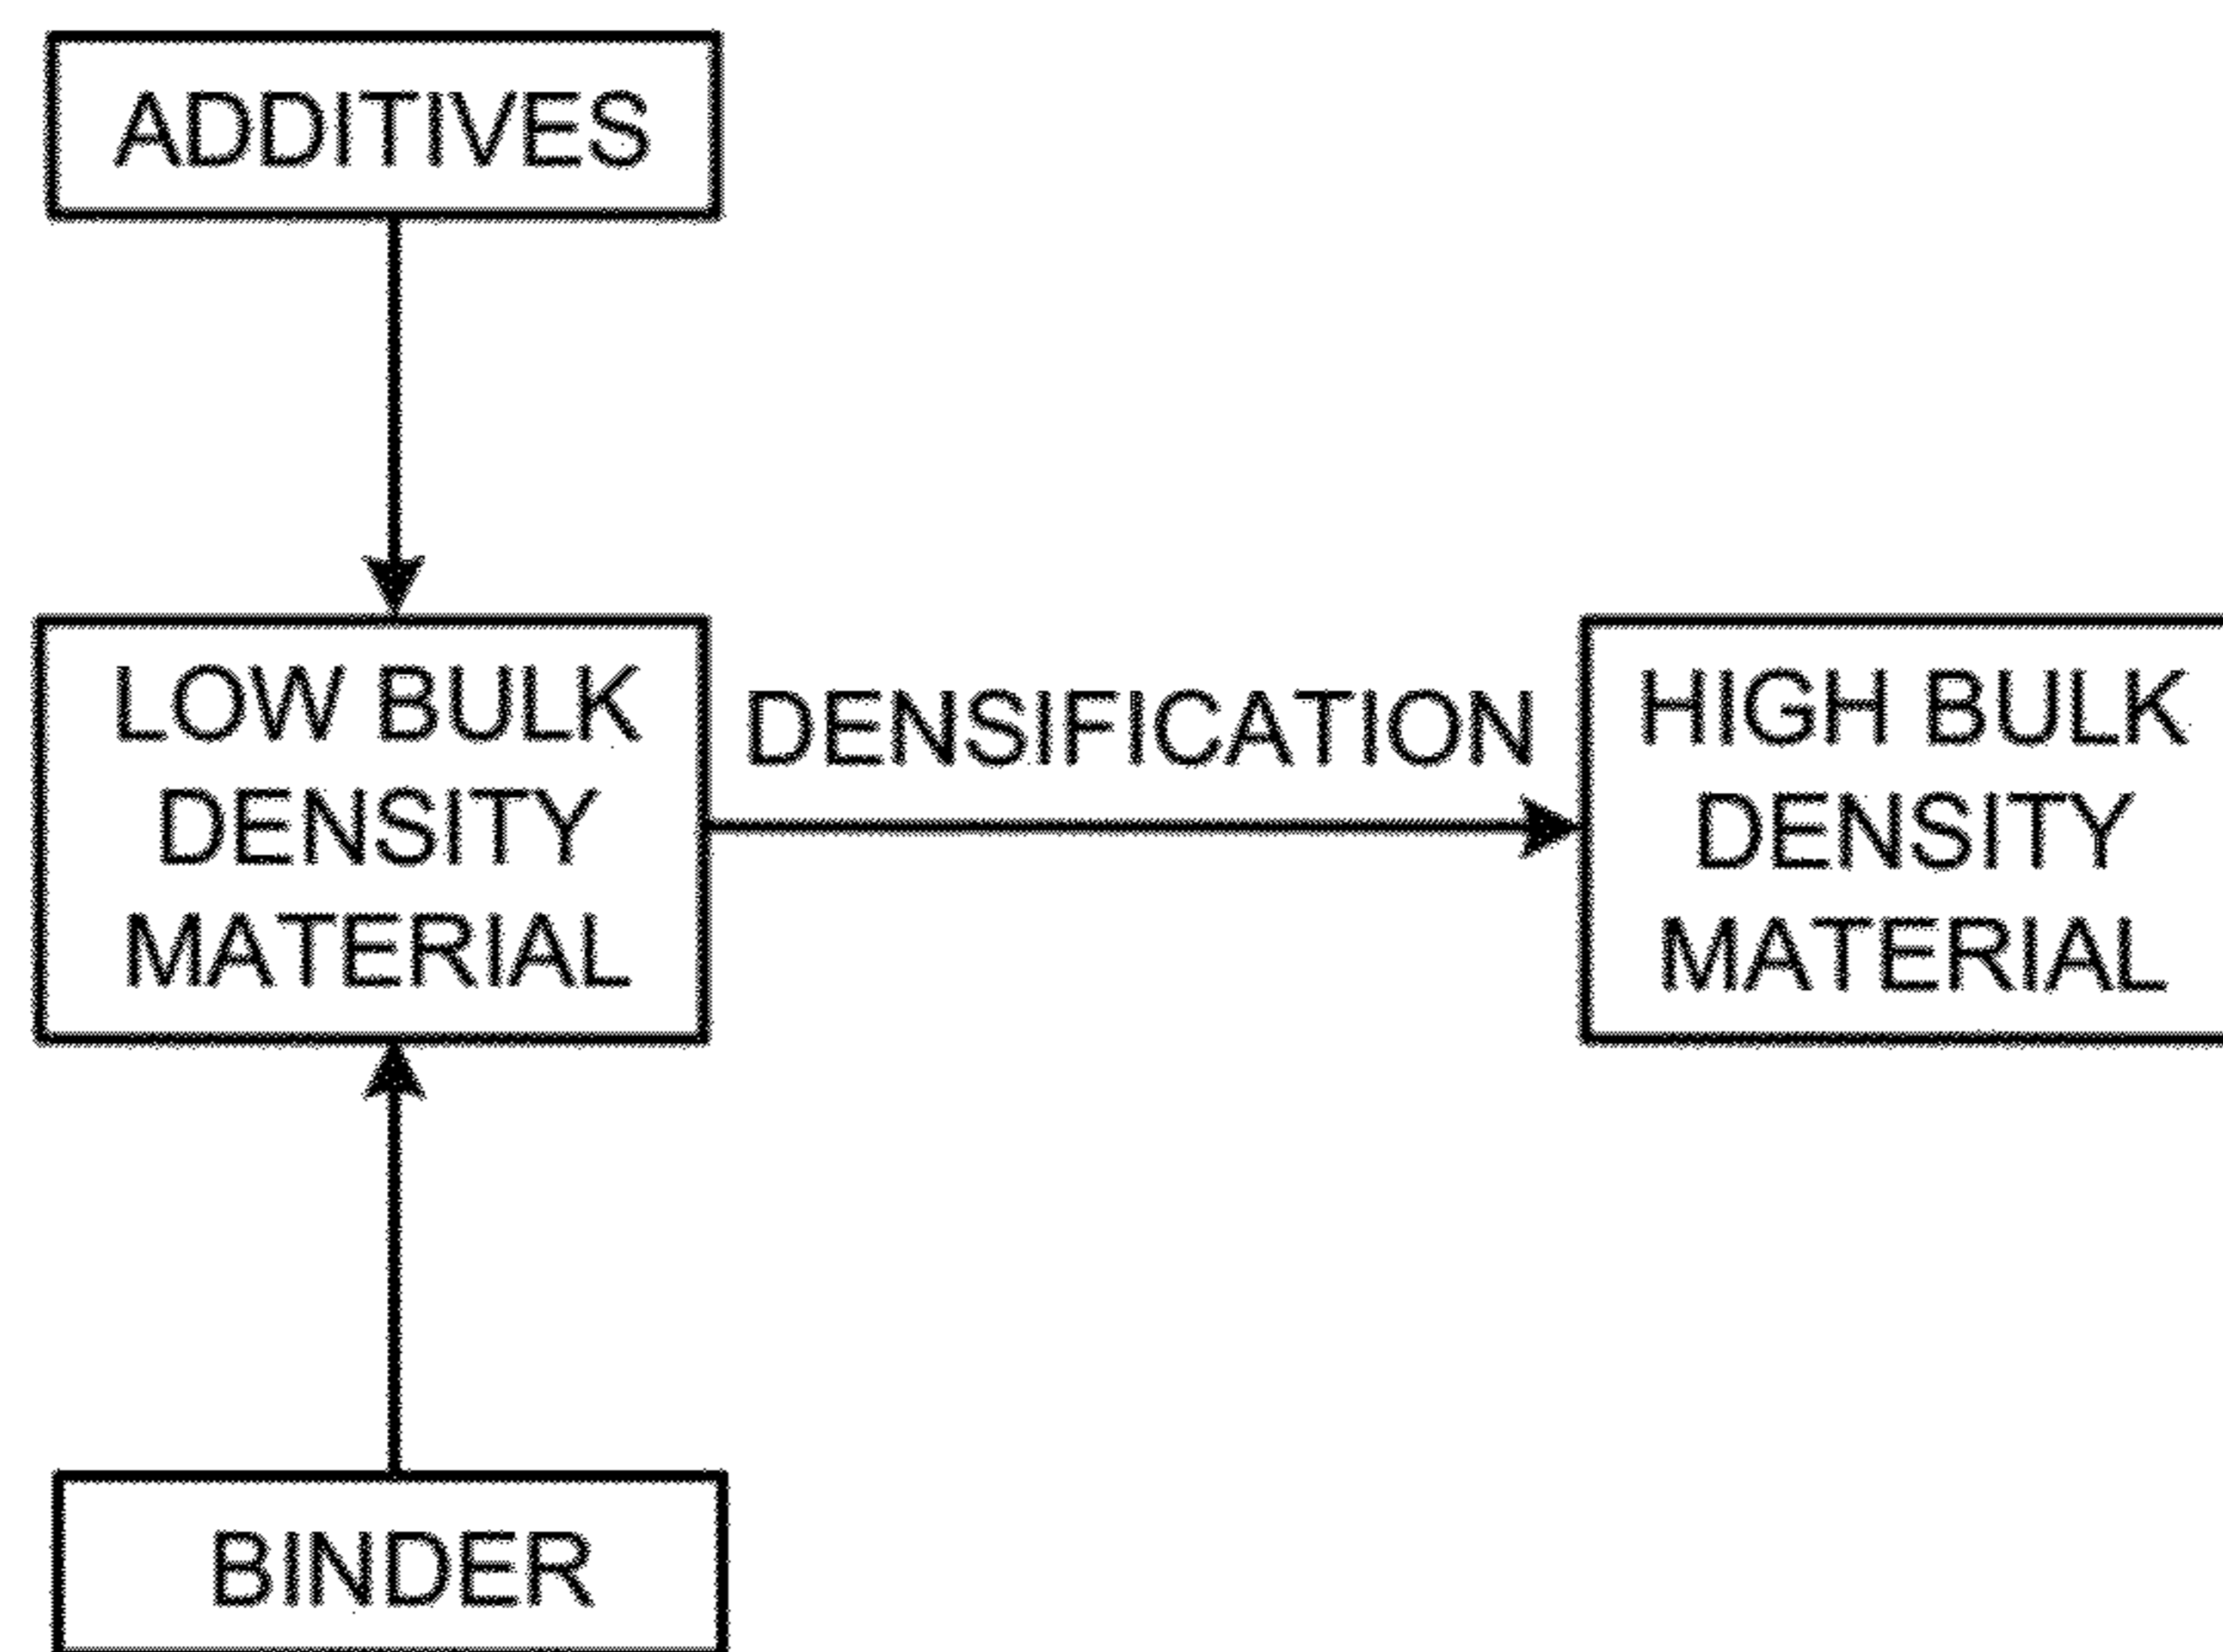 ADDITIVES
LOW BULK
DENSITY
MATERIAL
DENSIFICATION
HIGH BULK
DENSITY
MATERIAL
BINDER